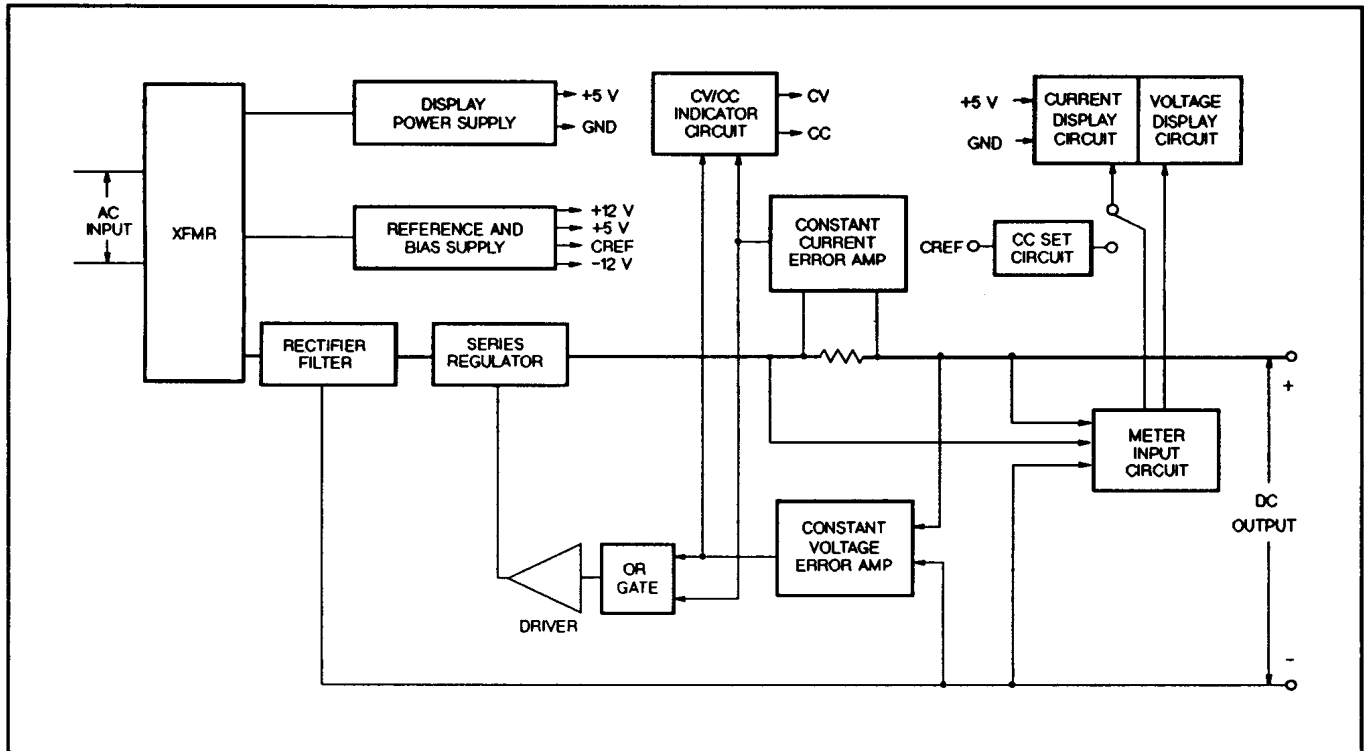 AC
INPUT
XFMR
DISPLAY
POWER SUPPLY
+5 V
GND
REFERENCE AND
BIAS SUPPLY
+12 V
+5 V
CREF
-12 V
RECTIFIER
FILTER
SERIES
REGULATOR
CV/CC
INDICATOR
CIRCUIT
CV
CC
CONSTANT
CURRENT
ERROR AMP
+5 V
GND
CURRENT
DISPLAY
CIRCUIT
VOLTAGE
DISPLAY
CIRCUIT
CREF
CC SET
CIRCUIT
+
METER
INPUT
CIRCUIT
DC
OUTPUT
CONSTANT
VOLTAGE
ERROR AMP
OR
GATE
DRIVER
-